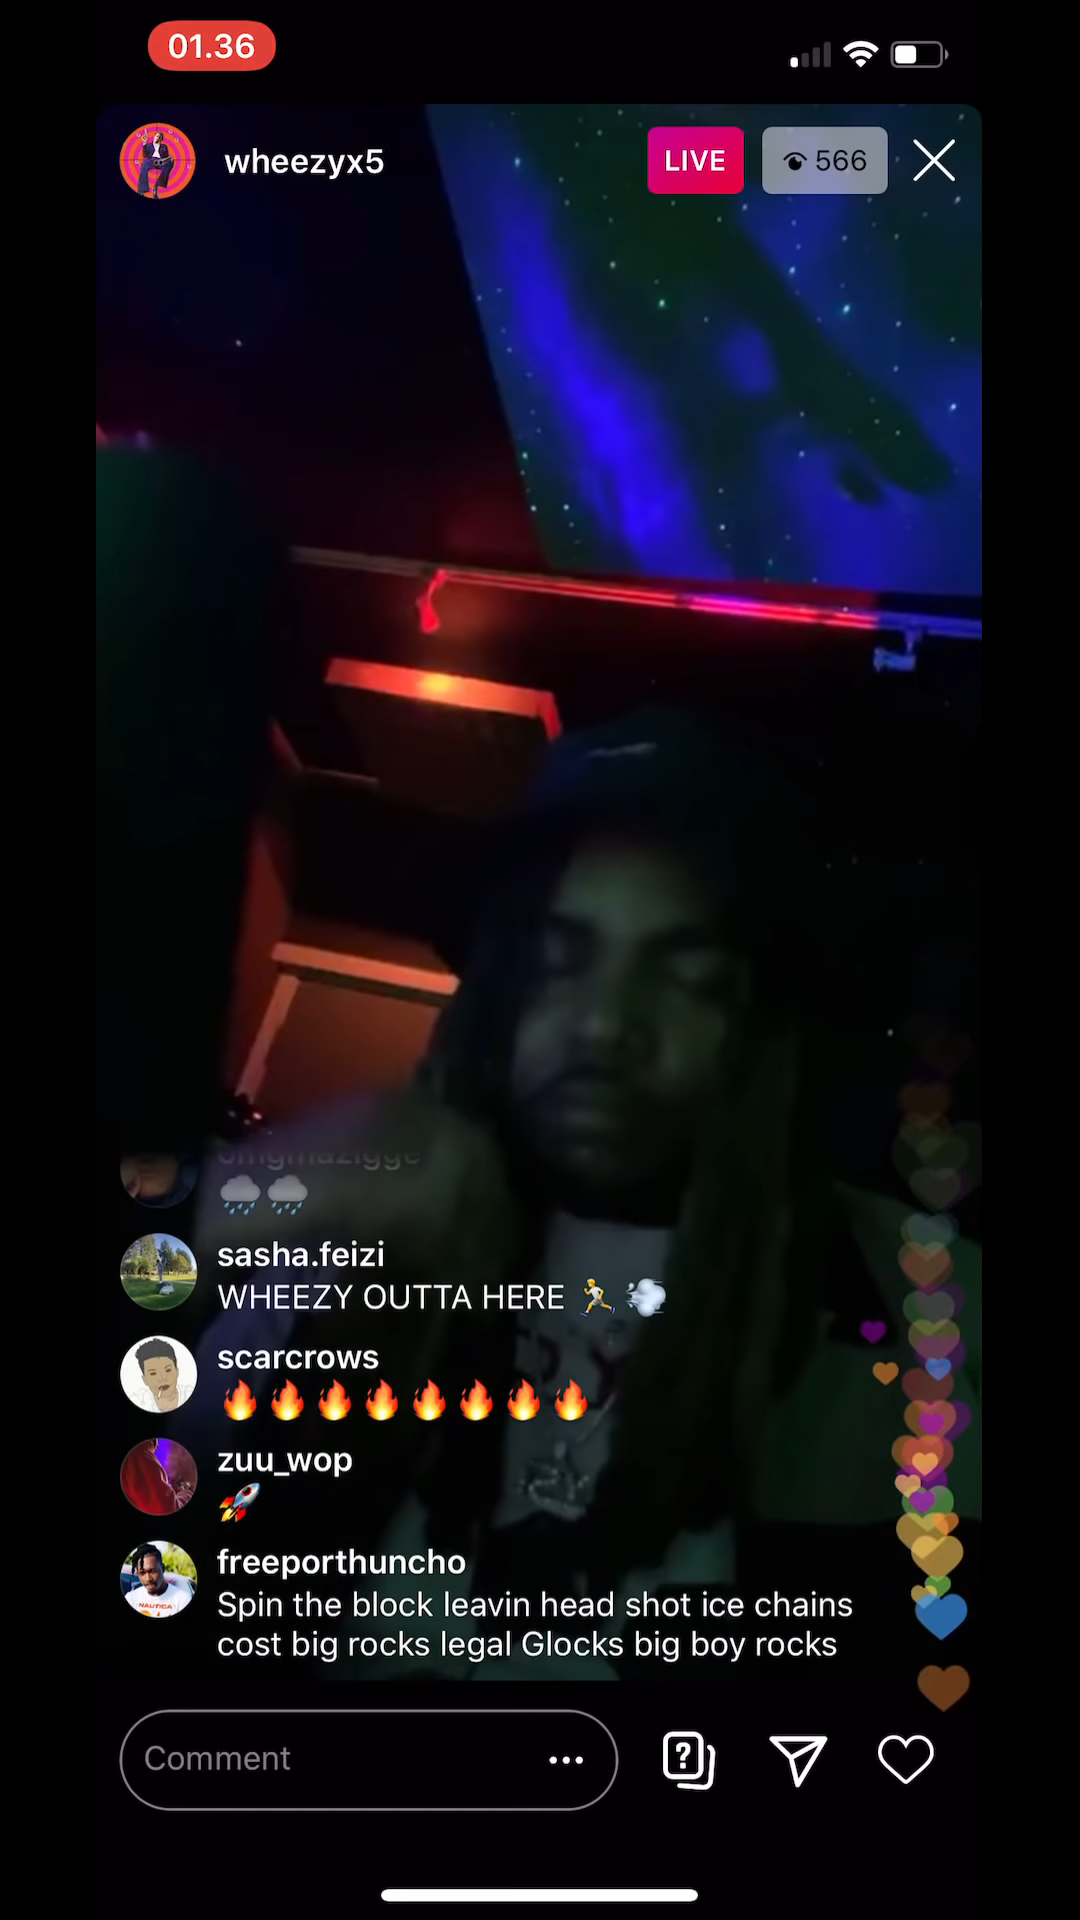 01.36
wheezyx5
LIVE
566
omgmazigge
🌧️🌧️
sasha.feizi
WHEEZY OUTTA HERE 🏃💨
scarcrows
🔥🔥🔥🔥🔥🔥🔥🔥
zuu_wop
🚀
freeporthuncho
Spin the block leavin head shot ice chains
cost big rocks legal Glocks big boy rocks
Comment